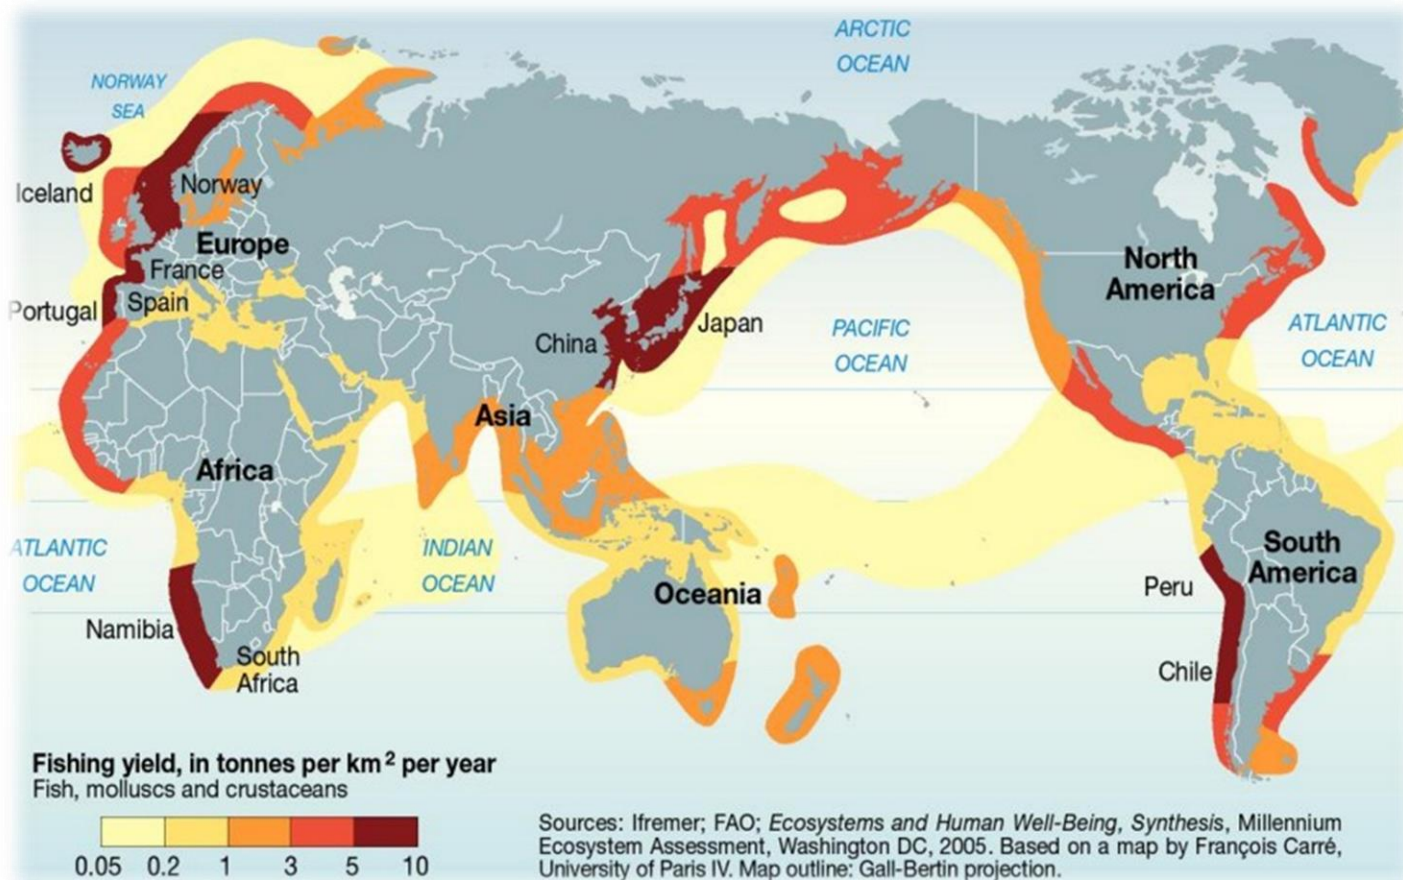 ARCTIC
OCEAN
NORWAY
SEA
Iceland
Norway
Europe
France
Portugal
Spain
North
America
China
Japan
PACIFIC
OCEAN
ATLANTIC
OCEAN
Asia
Africa
ATLANTIC
OCEAN
INDIAN
OCEAN
Oceania
South
America
Peru
Namibia
South
Africa
Chile
Fishing yield, in tonnes per km² per year
Fish, molluscs and crustaceans
0.05 0.2 1 3 5 10
Sources: Ifremer; FAO; Ecosystems and Human Well-Being, Synthesis, Millennium
Ecosystem Assessment, Washington DC, 2005. Based on a map by François Carré,
University of Paris IV. Map outline: Gall-Bertin projection.